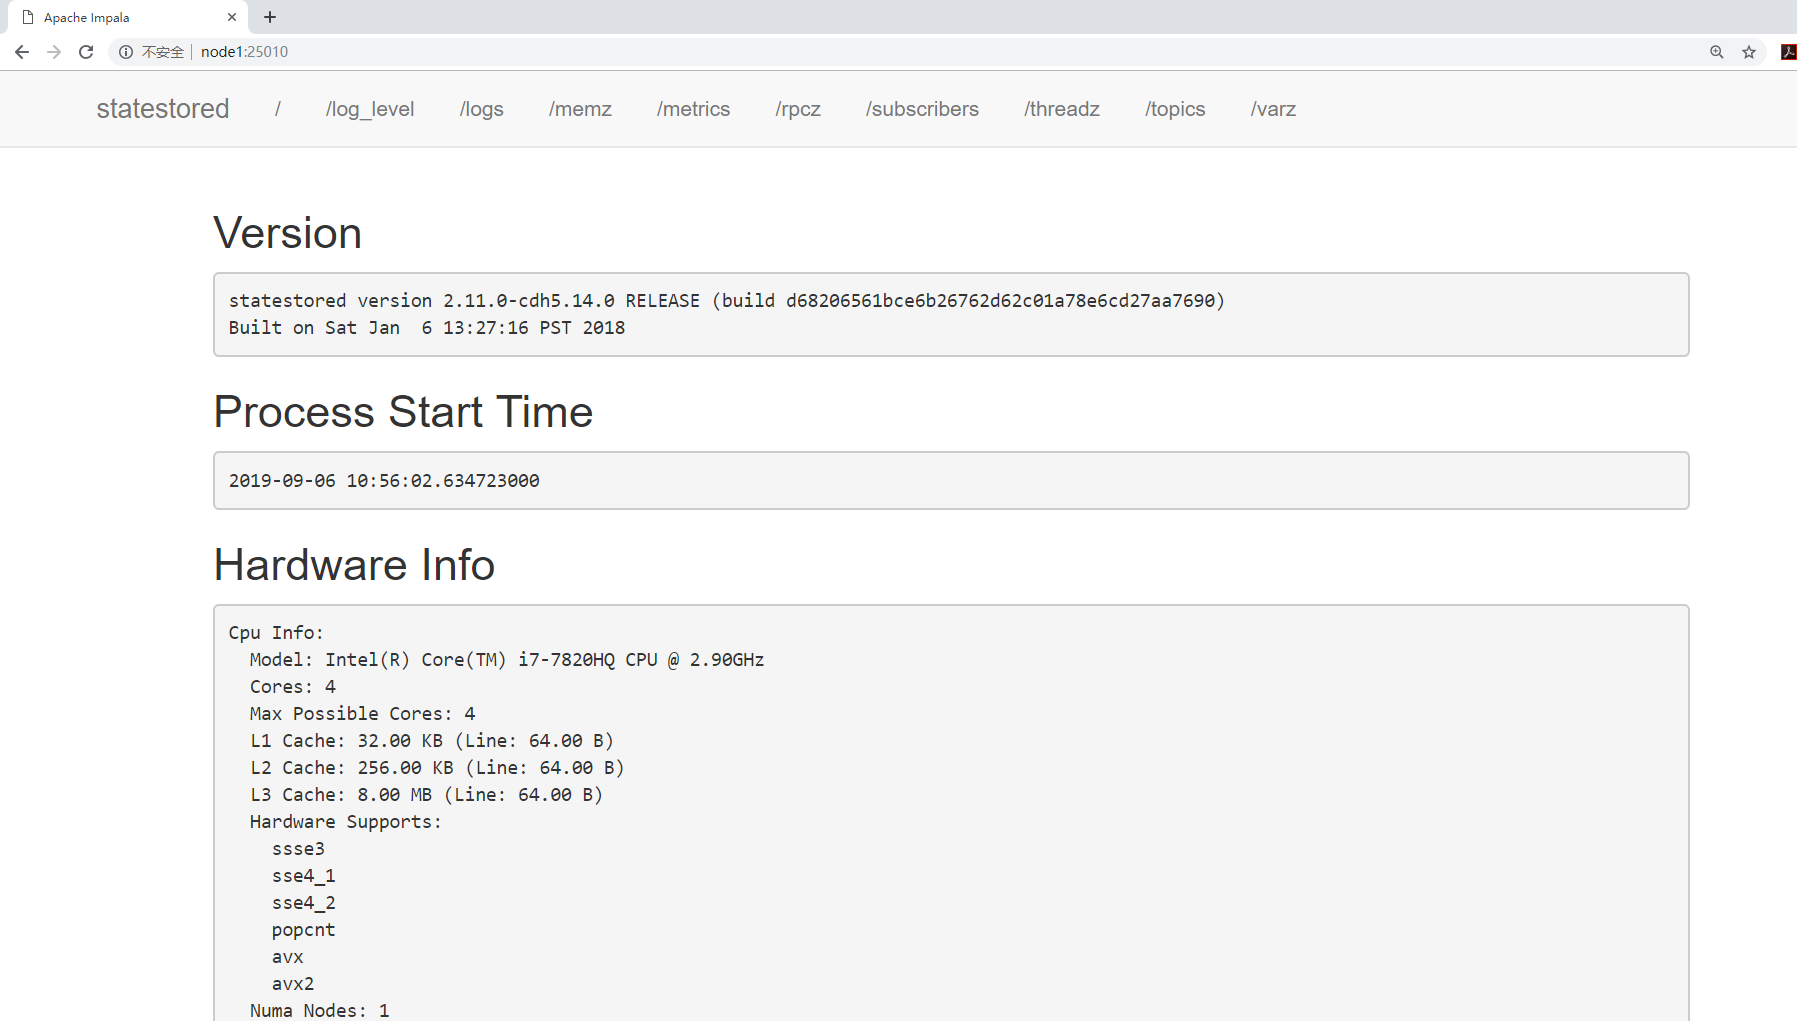 Apache Impala
不安全 node1:25010
statestored / /log_level /logs /memz /metrics /rpcz /subscribers /threadz /topics /varz
Version
statestored version 2.11.0-cdh5.14.0 RELEASE (build d68206561bce6b26762d62c01a78e6cd27aa7690)
Built on Sat Jan  6 13:27:16 PST 2018
Process Start Time
2019-09-06 10:56:02.634723000
Hardware Info
Cpu Info:
Model: Intel(R) Core(TM) i7-7820HQ CPU @ 2.90GHz
Cores: 4
Max Possible Cores: 4
L1 Cache: 32.00 KB (Line: 64.00 B)
L2 Cache: 256.00 KB (Line: 64.00 B)
L3 Cache: 8.00 MB (Line: 64.00 B)
Hardware Supports:
ssse3
sse4_1
sse4_2
popcnt
avx
avx2
Numa Nodes: 1